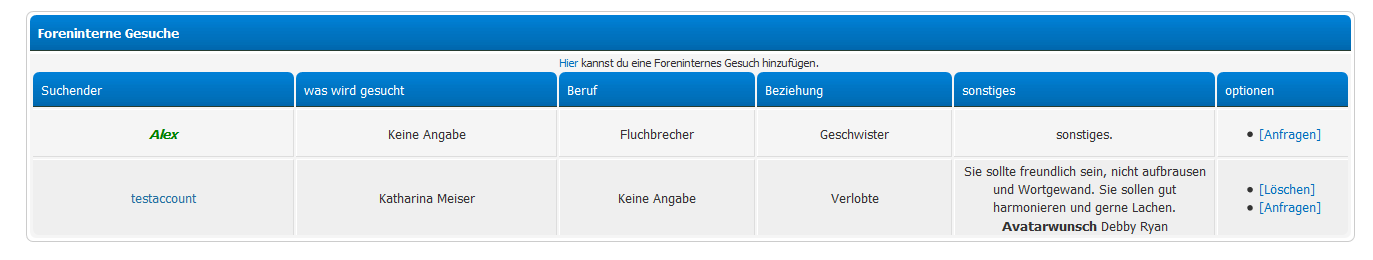 Foreninterne Gesuche
Hier kannst du eine Foreninternes Gesuch hinzufügen.
Suchender was wird gesucht Beruf Beziehung sonstiges optionen
Alex Keine Angabe Fluchbrecher Geschwister sonstiges. • [Anfragen]
testaccount Katharina Meiser Keine Angabe Verlobte
Sie sollte freundlich sein, nicht aufbrausen
und Wortgewand. Sie sollen gut
harmonieren und gerne Lachen.
Avatarwunsch Debby Ryan
• [Löschen]
• [Anfragen]